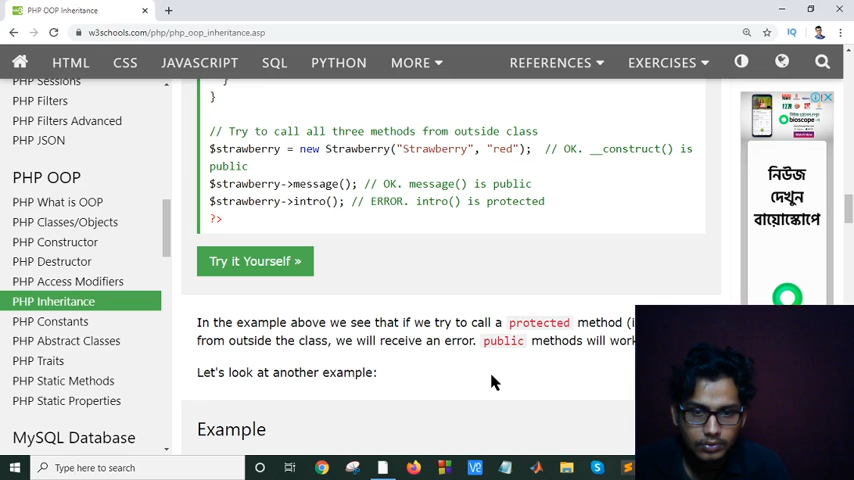 PHP OOP Inheritance
w3schools.com/php/php_oop_inheritance.asp
HTML CSS JAVASCRIPT SQL PYTHON MORE REFERENCES EXERCISES
PHP Sessions
PHP Filters
PHP Filters Advanced
PHP JSON
PHP OOP
PHP What is OOP
PHP Classes/Objects
PHP Constructor
PHP Destructor
PHP Access Modifiers
PHP Inheritance
PHP Constants
PHP Abstract Classes
PHP Traits
PHP Static Methods
PHP Static Properties
MySQL Database
}
}
// Try to call all three methods from outside class
$strawberry = new Strawberry("Strawberry", "red");  // OK. __construct() is
public
$strawberry->message(); // OK. message() is public
$strawberry->intro(); // ERROR. intro() is protected
?>
Try it Yourself »
In the example above we see that if we try to call a protected method (i
from outside the class, we will receive an error. public methods will work
Let's look at another example:
Example
bioscope
নিউজ
দেখুন
বায়োস্কোপে
Type here to search